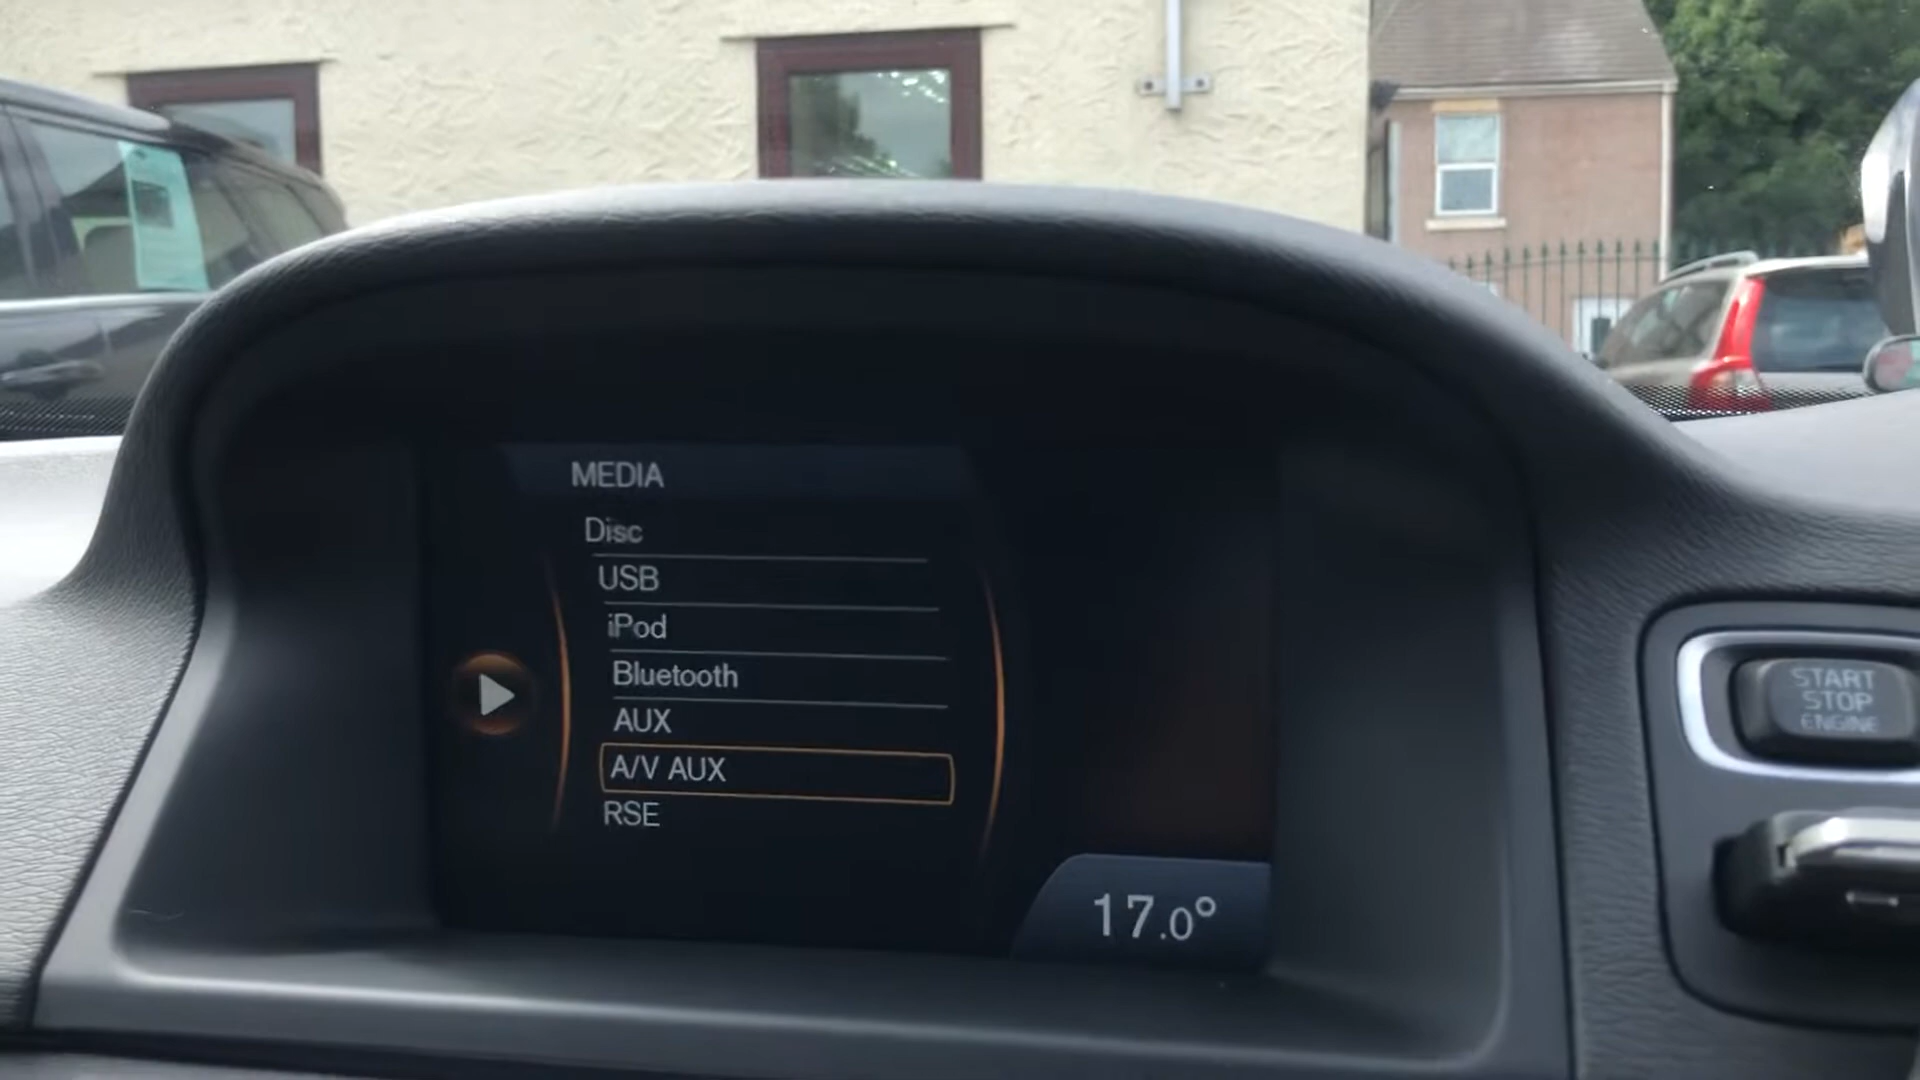 MEDIA
Disc
USB
iPod
Bluetooth
AUX
A/V AUX
RSE
17.0°
START
STOP
ENGINE